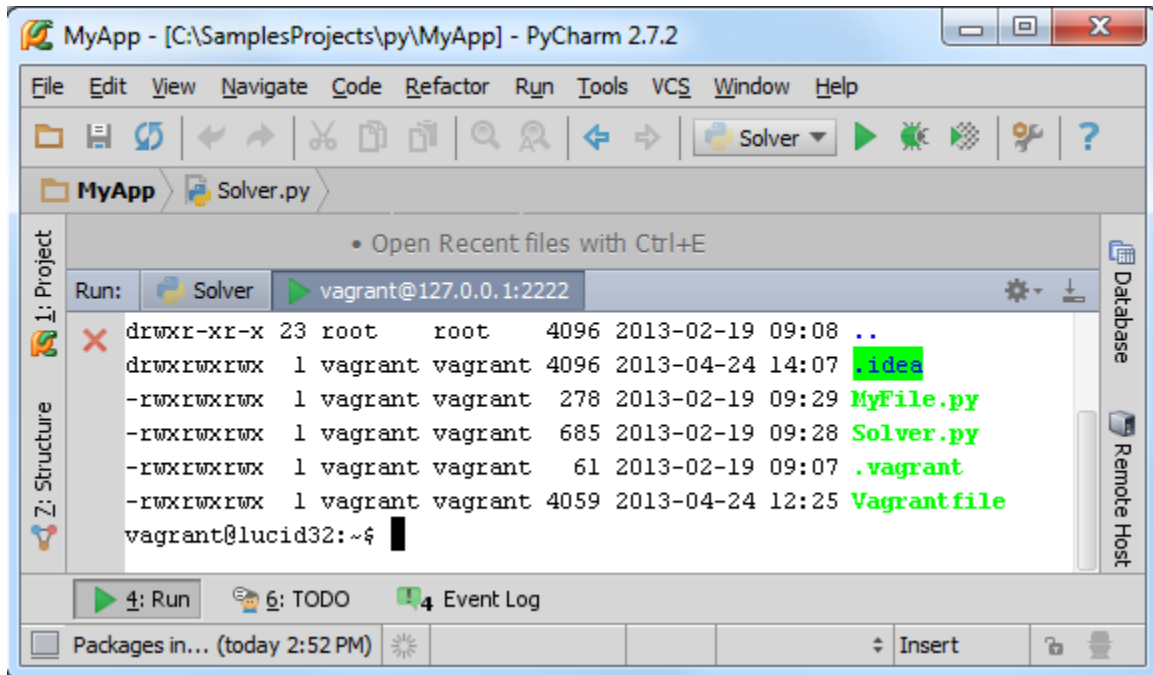 MyApp - [C:\SamplesProjects\py\MyApp] - PyCharm 2.7.2
File Edit View Navigate Code Refactor Run Tools VCS Window Help
Solver
?
MyApp Solver.py
1: Project
Z: Structure
• Open Recent files with Ctrl+E
Run: Solver vagrant@127.0.0.1:2222
drwxr-xr-x 23 root    root    4096 2013-02-19 09:08 ..
drwxrwxrwx  1 vagrant vagrant 4096 2013-04-24 14:07 .idea
-rwxrwxrwx  1 vagrant vagrant  278 2013-02-19 09:29 MyFile.py
-rwxrwxrwx  1 vagrant vagrant  685 2013-02-19 09:28 Solver.py
-rwxrwxrwx  1 vagrant vagrant   61 2013-02-19 09:07 .vagrant
-rwxrwxrwx  1 vagrant vagrant 4059 2013-04-24 12:25 Vagrantfile
vagrant@lucid32:~$
Database
Remote Host
4: Run 6: TODO 4 Event Log
Packages in... (today 2:52 PM) Insert